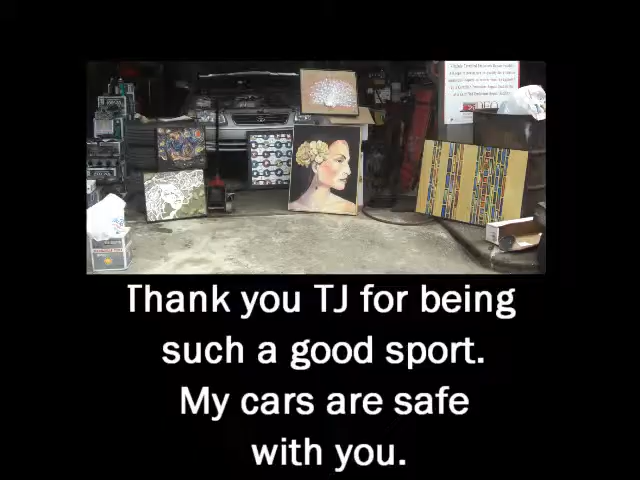 Thank you TJ for being
such a good sport.
My cars are safe
with you.